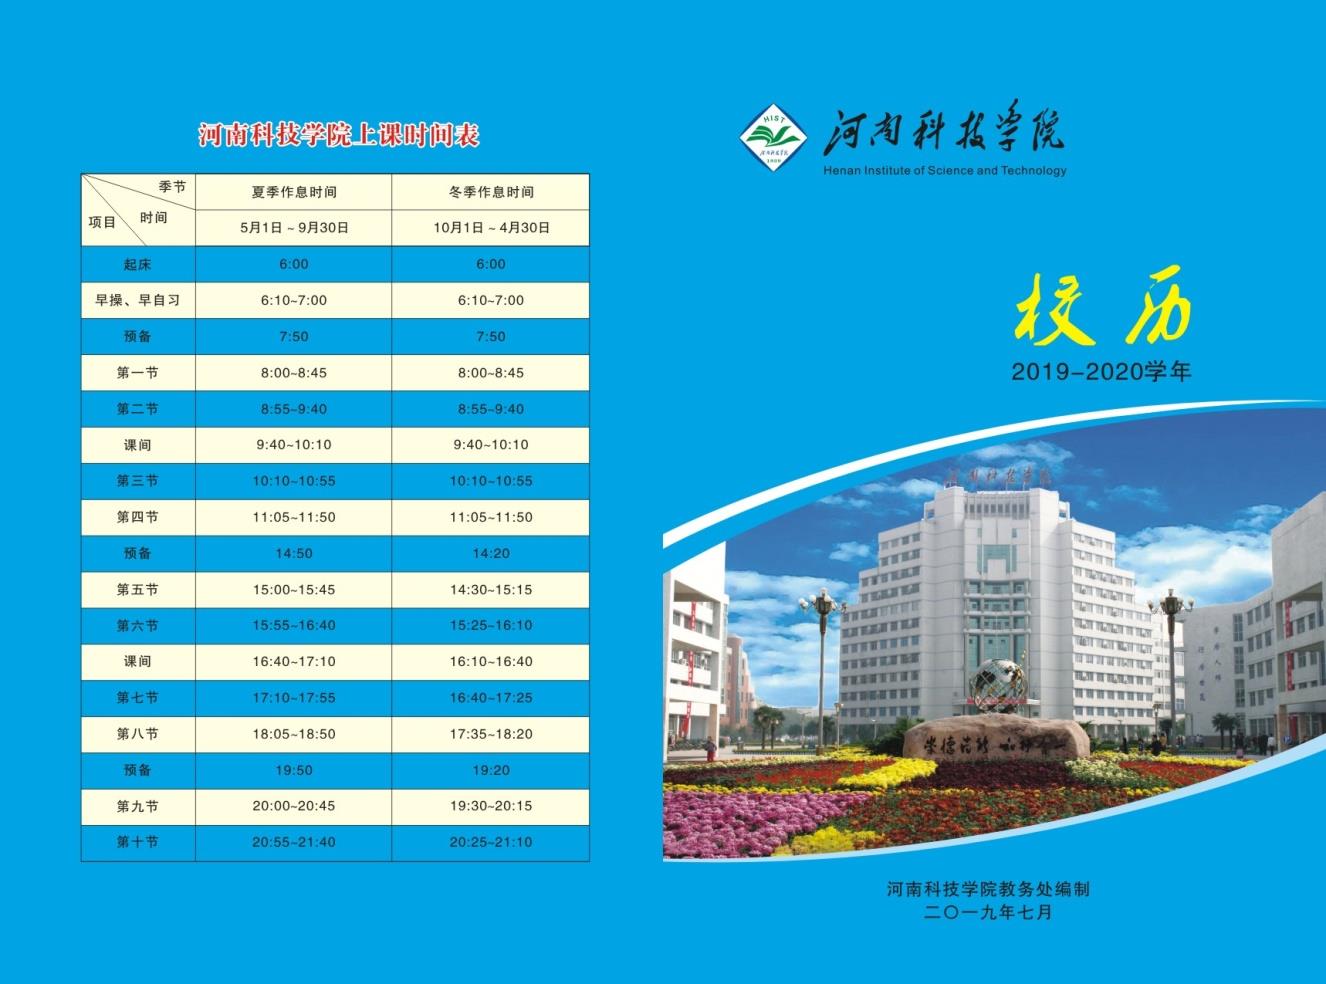 河南科技学院上课时间表
季节
时间
项目
夏季作息时间 冬季作息时间
5月1日 ~ 9月30日 10月1日 ~ 4月30日
起床 6:00 6:00
早操、早自习 6:10~7:00 6:10~7:00
预备 7:50 7:50
第一节 8:00~8:45 8:00~8:45
第二节 8:55~9:40 8:55~9:40
课间 9:40~10:10 9:40~10:10
第三节 10:10~10:55 10:10~10:55
第四节 11:05~11:50 11:05~11:50
预备 14:50 14:20
第五节 15:00~15:45 14:30~15:15
第六节 15:55~16:40 15:25~16:10
课间 16:40~17:10 16:10~16:40
第七节 17:10~17:55 16:40~17:25
第八节 18:05~18:50 17:35~18:20
预备 19:50 19:20
第九节 20:00~20:45 19:30~20:15
第十节 20:55~21:40 20:25~21:10
HIST
1909
河南科技学院
Henan Institute of Science and Technology
校历
2019-2020学年
河南科技学院
河南科技学院教务处编制
二〇一九年七月